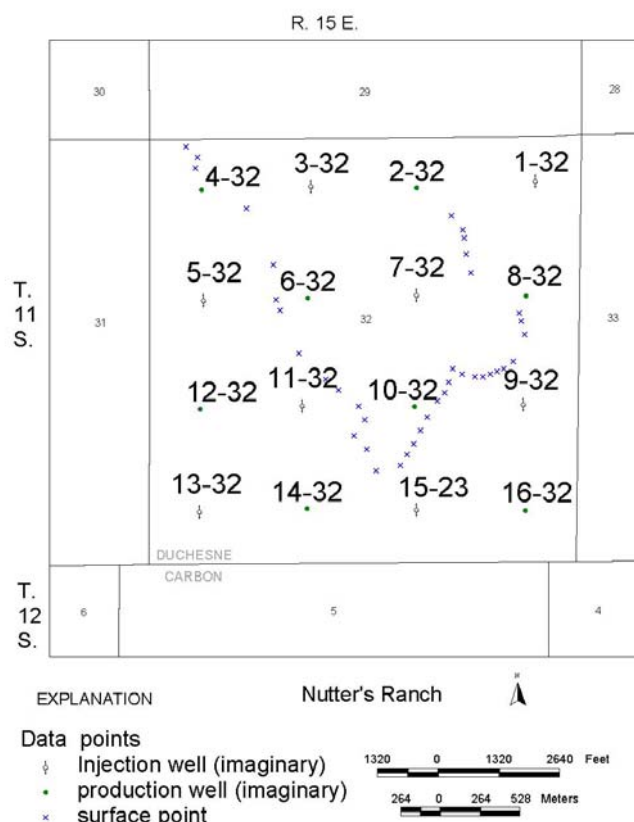 R. 15 E.
30 29 28
3-32 2-32 1-32
4-32
5-32 7-32
6-32 8-32
T.
11
S.
31 32 33
11-32 10-32 9-32
12-32
13-32 14-32 15-23 16-32
DUCHESNE
CARBON
T.
12
S.
6 5 4
EXPLANATION
Nutter's Ranch
Data points
Injection well (imaginary)
production well (imaginary)
surface point
1320 0 1320 2640 Feet
264 0 264 528 Meters